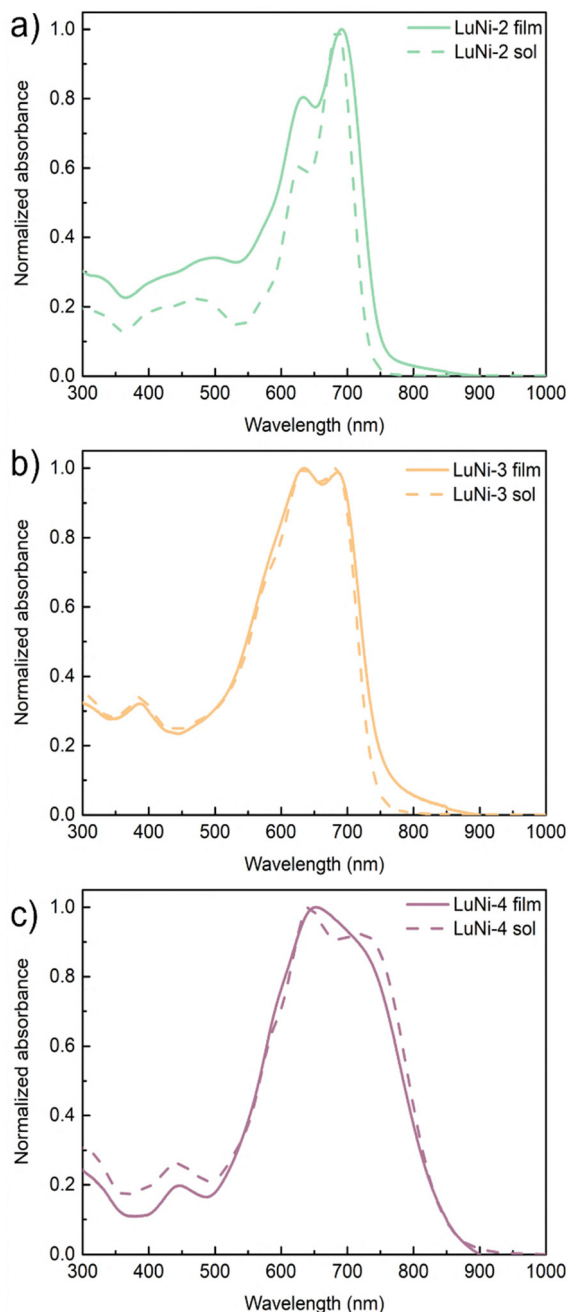 a)
LuNi-2 film
LuNi-2 sol
1.0
0.8
0.6
0.4
0.2
0.0
Normalized absorbance
300 400 500 600 700 800 900 1000
Wavelength (nm)
b)
LuNi-3 film
LuNi-3 sol
1.0
0.8
0.6
0.4
0.2
0.0
Normalized absorbance
300 400 500 600 700 800 900 1000
Wavelength (nm)
c)
LuNi-4 film
LuNi-4 sol
1.0
0.8
0.6
0.4
0.2
0.0
Normalized absorbance
300 400 500 600 700 800 900 1000
Wavelength (nm)